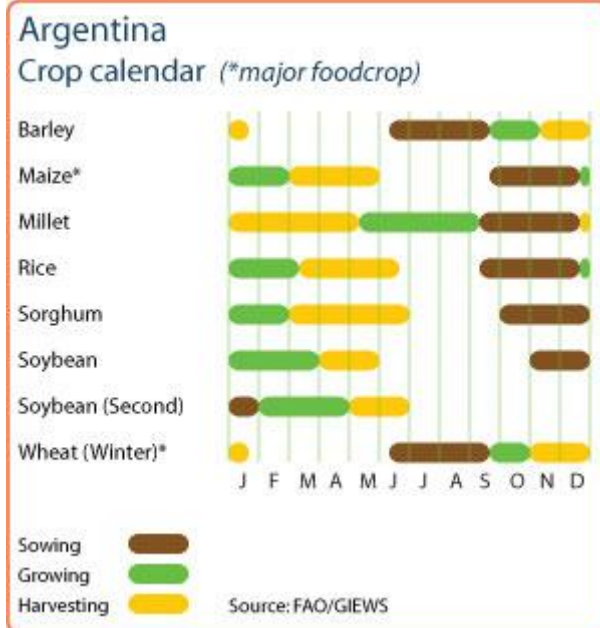 Argentina
Crop calendar (*major foodcrop)
Barley
Maize*
Millet
Rice
Sorghum
Soybean
Soybean (Second)
Wheat (Winter)*
J F M A M J J A S O N D
Sowing
Growing
Harvesting
Source: FAO/GIEWS